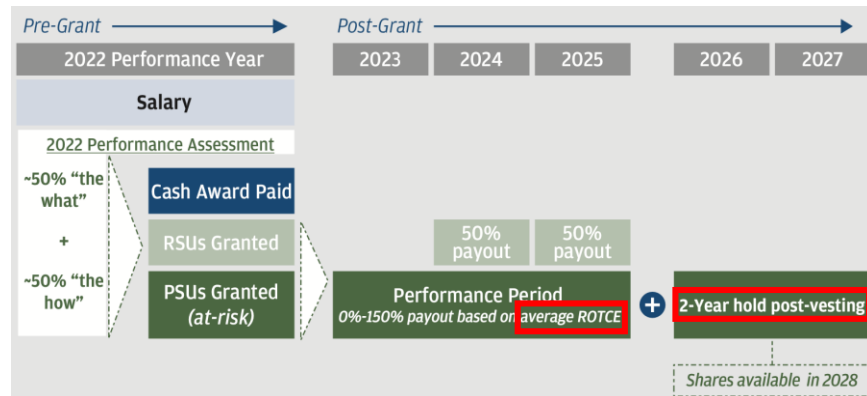 Pre-Grant
Post-Grant
2022 Performance Year
2023
2024
2025
2026
2027
Salary
2022 Performance Assessment
~50% “the
what”
+
~50% “the
how”
Cash Award Paid
RSUs Granted
50%
payout
50%
payout
PSUs Granted
(at-risk)
Performance Period
0%-150% payout based on average ROTCE
+
2-Year hold post-vesting
Shares available in 2028